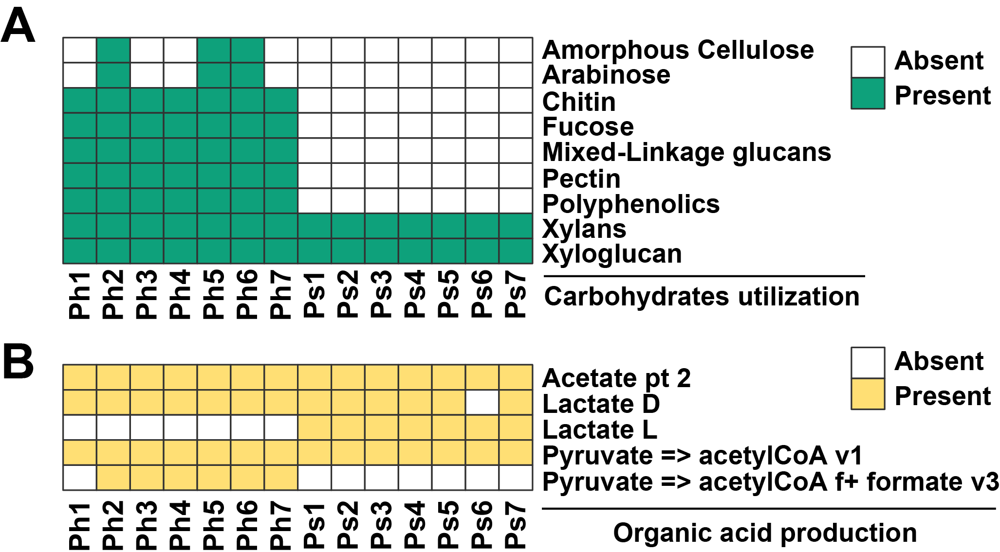 A
Amorphous Cellulose
Arabinose
Chitin
Fucose
Mixed-Linkage glucans
Pectin
Polyphenolics
Xylans
Xyloglucan
Absent
Present
Ph1 Ph2 Ph3 Ph4 Ph5 Ph6 Ph7 Ps1 Ps2 Ps3 Ps4 Ps5 Ps6 Ps7
Carbohydrates utilization
B
Acetate pt 2
Lactate D
Lactate L
Pyruvate => acetylCoA v1
Pyruvate => acetylCoA f+ formate v3
Absent
Present
Ph1 Ph2 Ph3 Ph4 Ph5 Ph6 Ph7 Ps1 Ps2 Ps3 Ps4 Ps5 Ps6 Ps7
Organic acid production